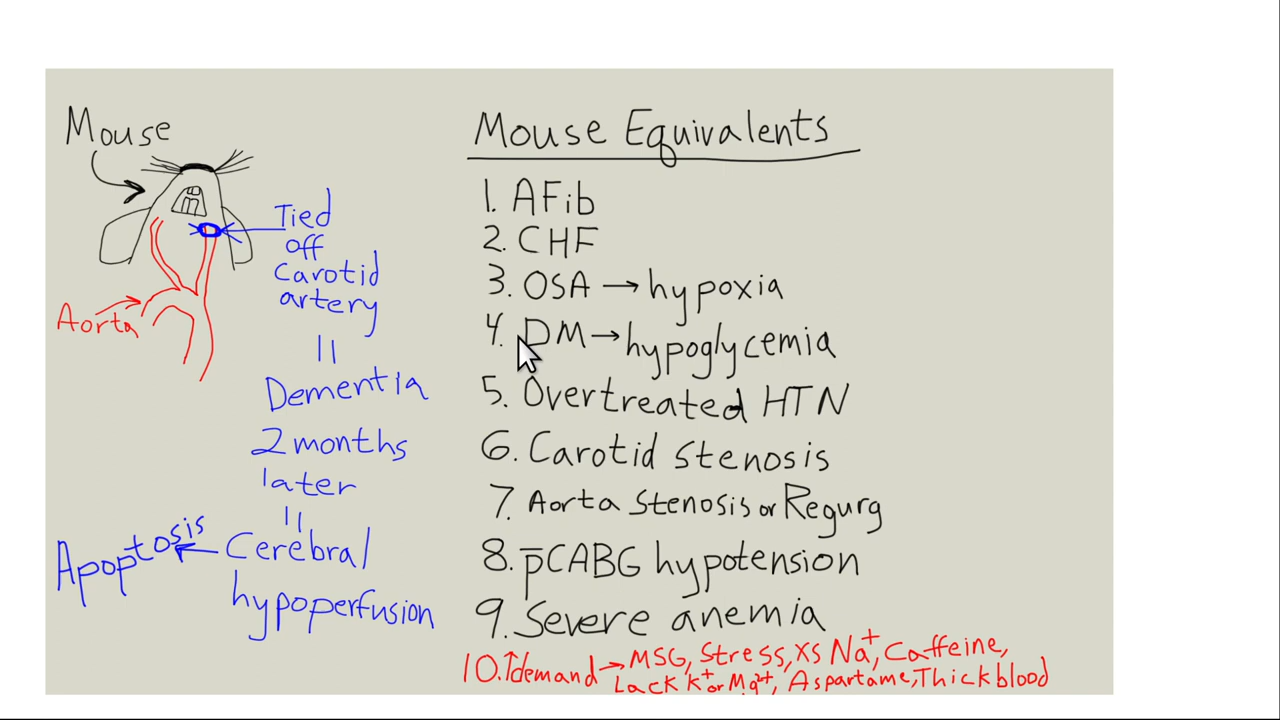 Mouse
Tied
off
Carotid
artery
Aorta
=
Dementia
2 months
later
=
Cerebral
hypoperfusion
Apoptosis
Mouse Equivalents
1. AFib
2. CHF
3. OSA → hypoxia
4. DM → hypoglycemia
5. Overtreated HTN
6. Carotid Stenosis
7. Aorta Stenosis or Regurg
8. p̄CABG hypotension
9. Severe anemia
10. ↑demand → MSG, Stress, XS Na⁺, Caffeine,
Lack K⁺ or Mg²⁺, Aspartame, Thick blood